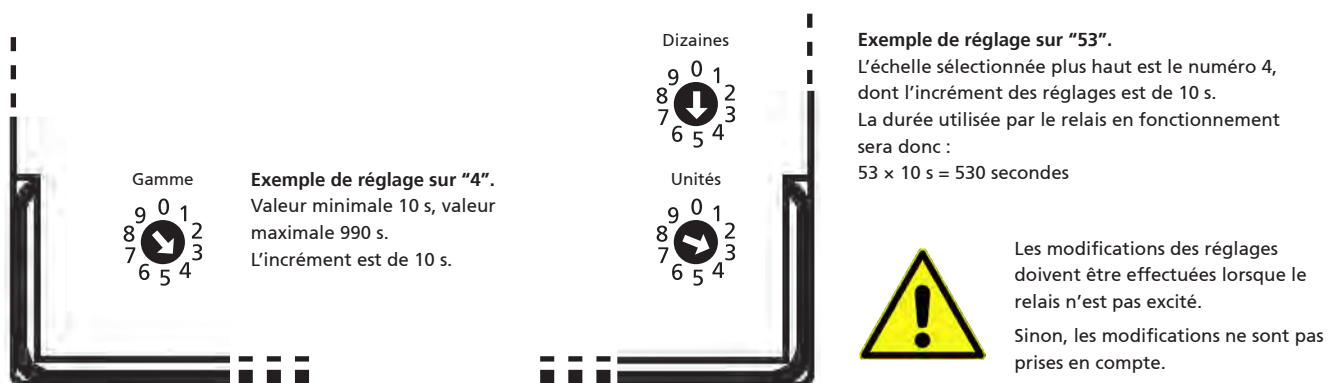 Gamme
0
1
2
3
4
5
6
7
8
9
Exemple de réglage sur “4”.
Valeur minimale 10 s, valeur
maximale 990 s.
L’incrément est de 10 s.
Dizaines
0
1
2
3
4
5
6
7
8
9
Unités
0
1
2
3
4
5
6
7
8
9
Exemple de réglage sur “53”.
L’échelle sélectionnée plus haut est le numéro 4,
dont l’incrément des réglages est de 10 s.
La durée utilisée par le relais en fonctionnement
sera donc :
53 × 10 s = 530 secondes
Les modifications des réglages
doivent être effectuées lorsque le
relais n’est pas excité.
Sinon, les modifications ne sont pas
prises en compte.